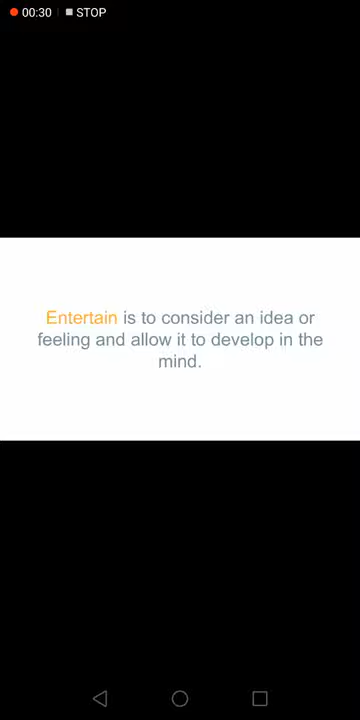 00:30 STOP
Entertain is to consider an idea or
feeling and allow it to develop in the
mind.